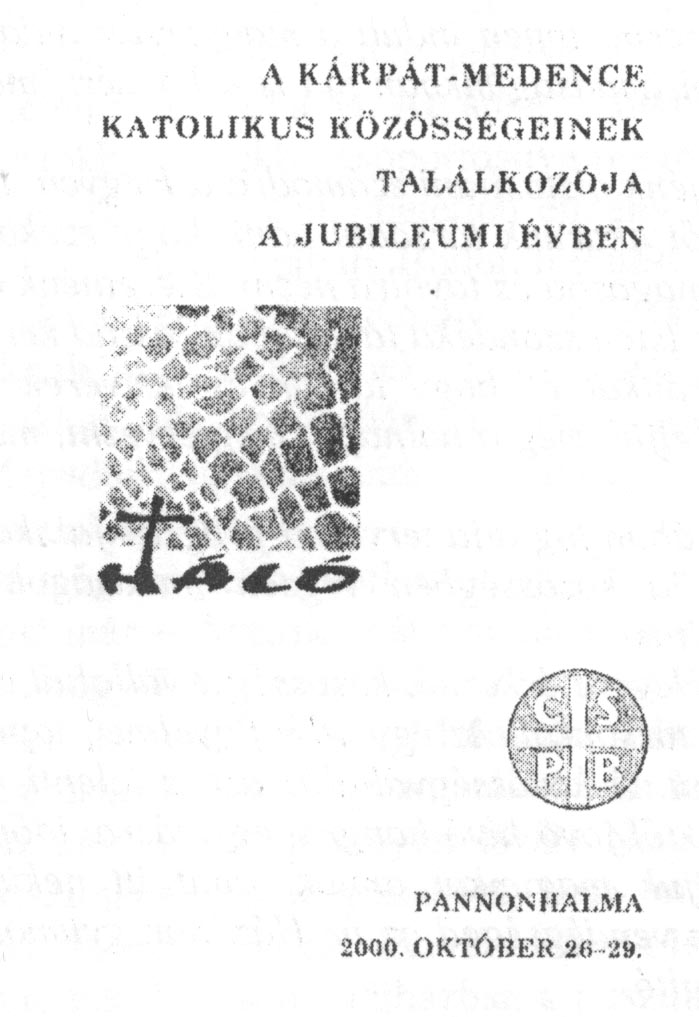 A KÁRPÁT-MEDENCE
KATOLIKUS KÖZÖSSÉGEINEK
TALÁLKOZÓJA
A JUBILEUMI ÉVBEN
HÁLÓ
C S
P B
PANNONHALMA
2000. OKTÓBER 26-29.